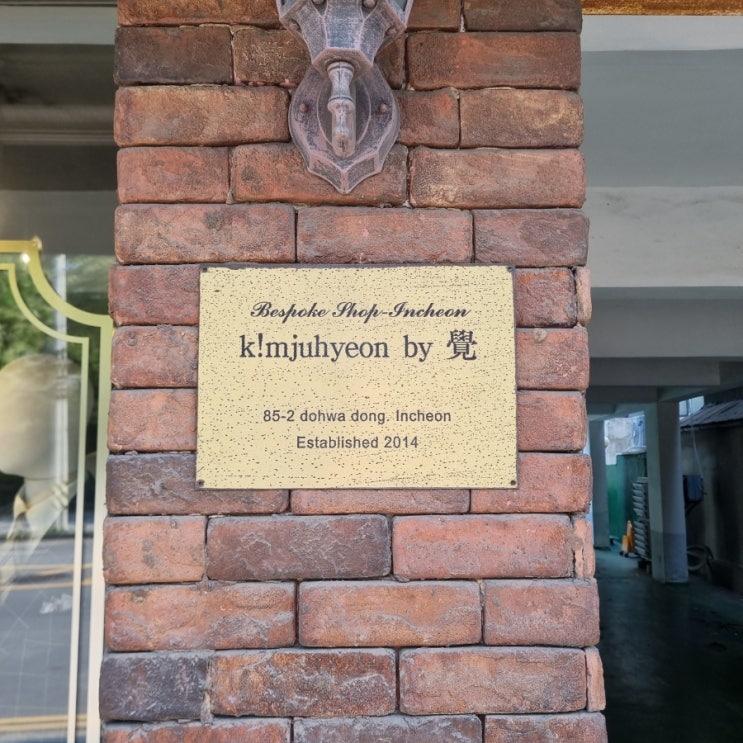 Bespoke Shop-Incheon
k!mjuhyeon by 覺
85-2 dohwa dong. Incheon
Established 2014